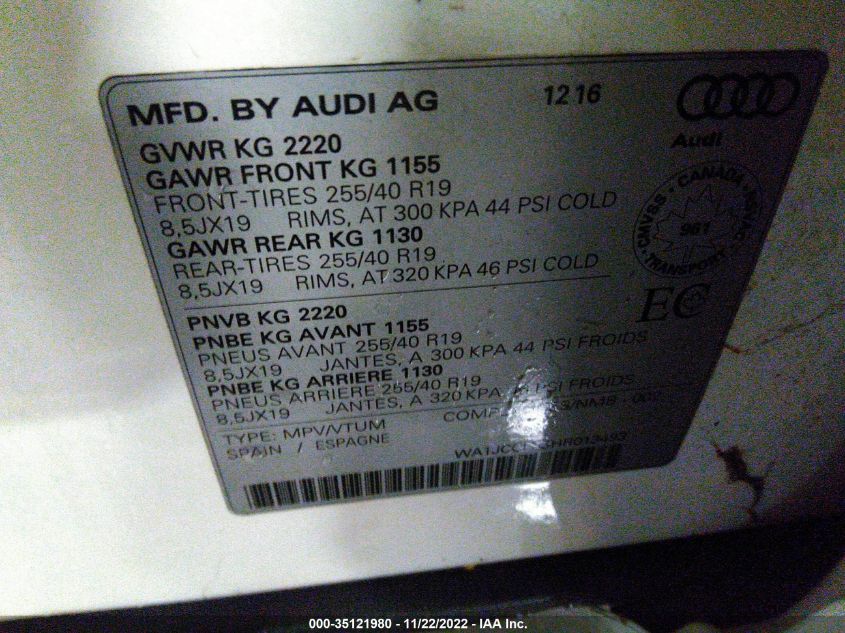 MFD. BY AUDI AG 12 16
Audi
GVWR KG 2220
GAWR FRONT KG 1155
FRONT-TIRES 255/40 R19
8,5JX19 RIMS, AT 300 KPA 44 PSI COLD
GAWR REAR KG 1130
REAR-TIRES 255/40 R19
8,5JX19 RIMS, AT 320 KPA 46 PSI COLD
CANADA
CMVSS NSVAC
961
TRANSPORT
EC
PNVB KG 2220
PNBE KG AVANT 1155
PNEUS AVANT 255/40 R19
8,5JX19 JANTES, A 300 KPA 44 PSI FROIDS
PNBE KG ARRIERE 1130
PNEUS ARRIERE 255/40 R19
8,5JX19 JANTES, A 320 KPA PSI FROIDS
TYPE: MPV/VTUM
SPAIN / ESPAGNE
000-35121980 - 11/22/2022 - IAA Inc.